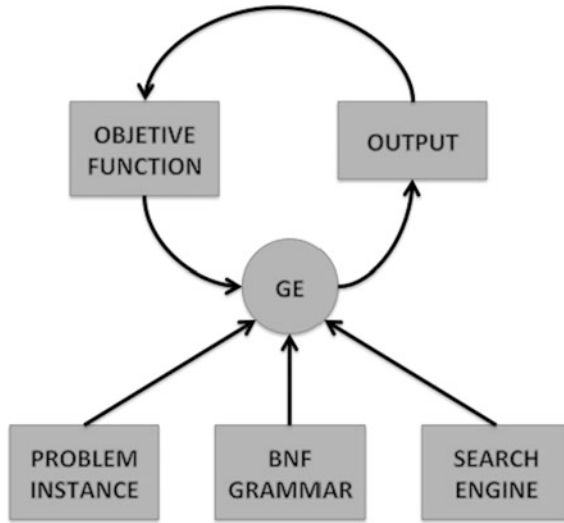 OBJETIVE
FUNCTION
OUTPUT
GE
PROBLEM
INSTANCE
BNF
GRAMMAR
SEARCH
ENGINE